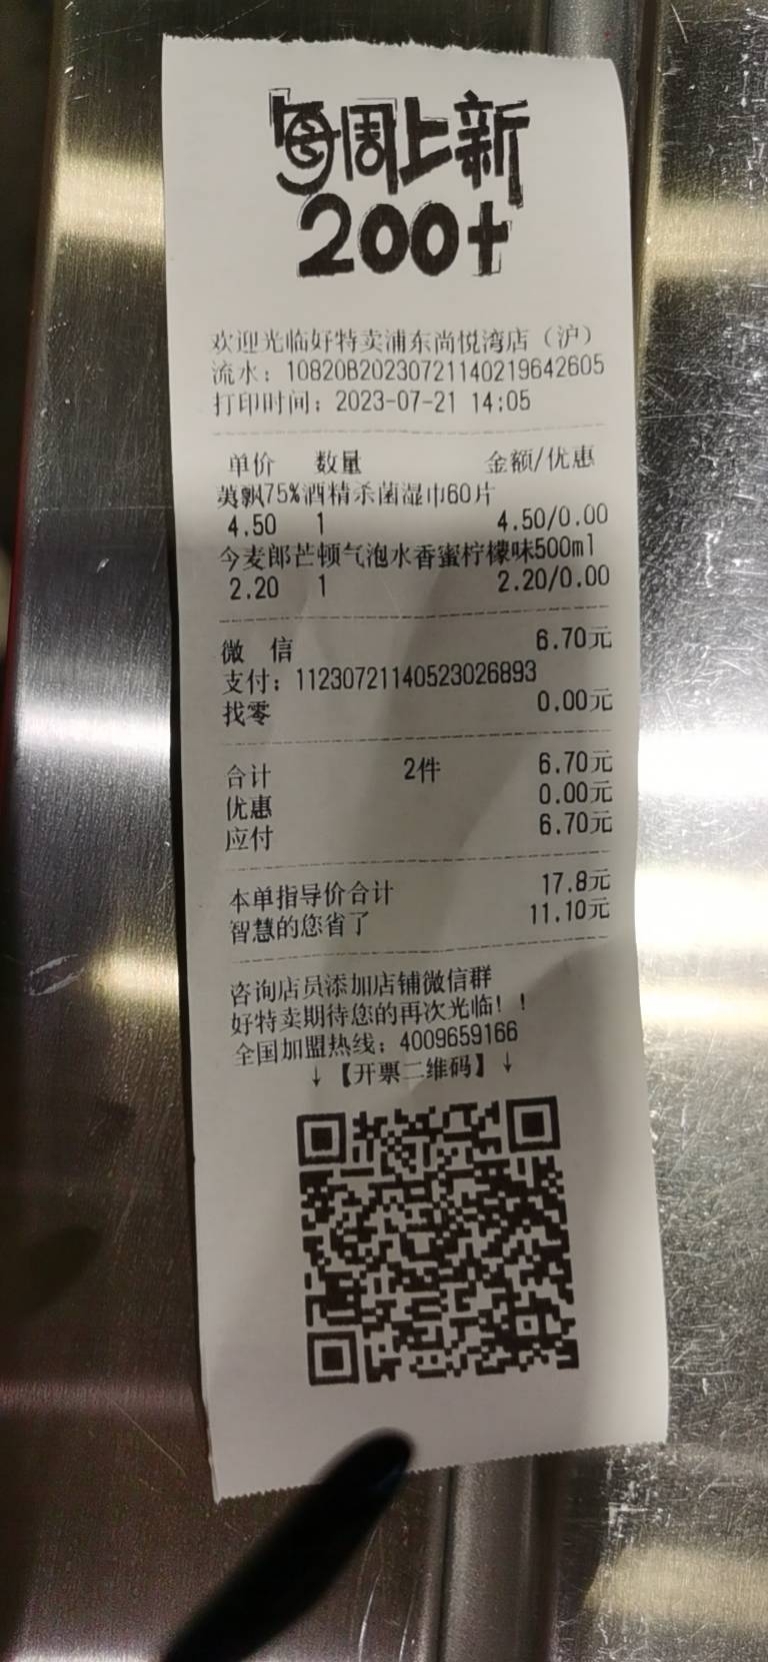 每周上新
200+
欢迎光临好特卖浦东尚悦湾店（沪）
流水：10820B20230721140219642605
打印时间：2023-07-21 14:05
单价 数量 金额/优惠
英飘75%酒精杀菌湿巾60片
4.50 1 4.50/0.00
今麦郎芒顿气泡水香蜜柠檬味500ml
2.20 1 2.20/0.00
微 信 6.70元
支付：11230721140523026893
找零 0.00元
合计 2件 6.70元
优惠 0.00元
应付 6.70元
本单指导价合计 17.8元
智慧的您省了 11.10元
咨询店员添加店铺微信群
好特卖期待您的再次光临！！
全国加盟热线：4009659166
↓【开票二维码】↓